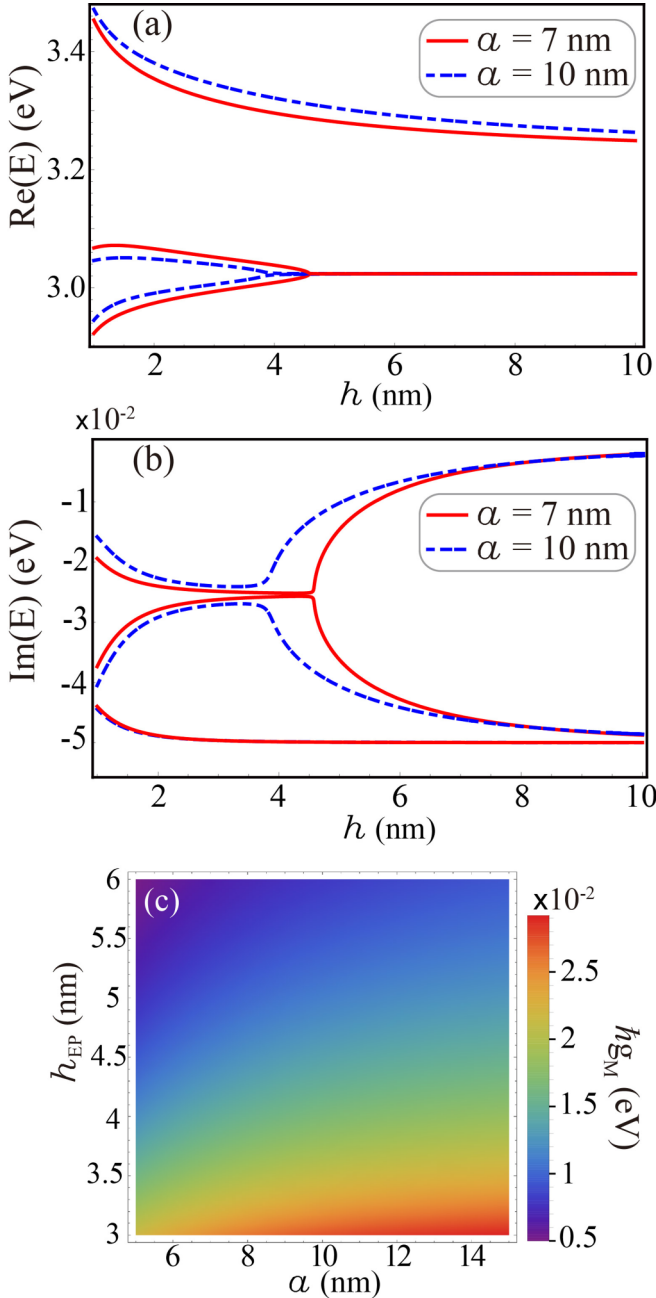 (a)
α = 7 nm
α = 10 nm
Re(E) (eV)
3.4
3.2
3.0
2
4
6
8
10
h (nm)
x10⁻²
(b)
α = 7 nm
α = 10 nm
Im(E) (eV)
-1
-2
-3
-4
-5
2
4
6
8
10
h (nm)
(c)
x10⁻²
h_EP (nm)
6
5.5
5
4.5
4
3.5
3
6
8
10
12
14
a (nm)
2.5
2
1.5
1
0.5
ℏg_M (eV)